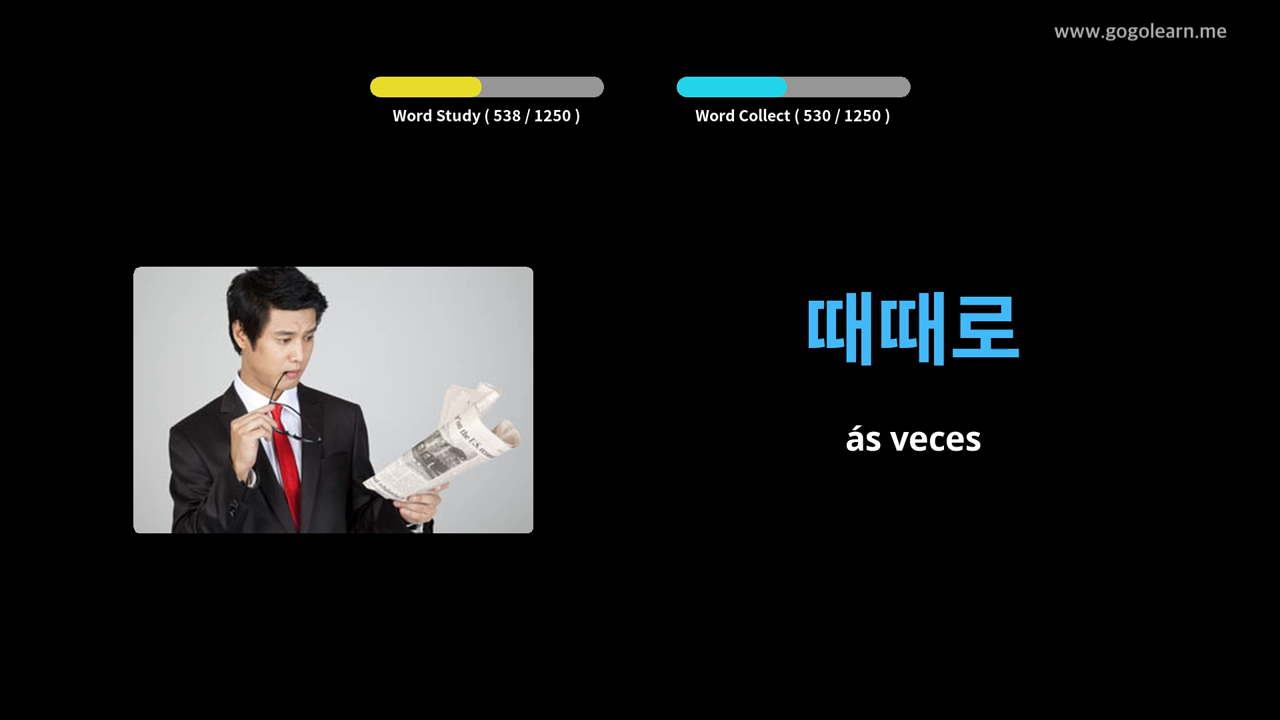 www.gogolearn.me
Word Study ( 538 / 1250 )
Word Collect ( 530 / 1250 )
때때로
ás veces